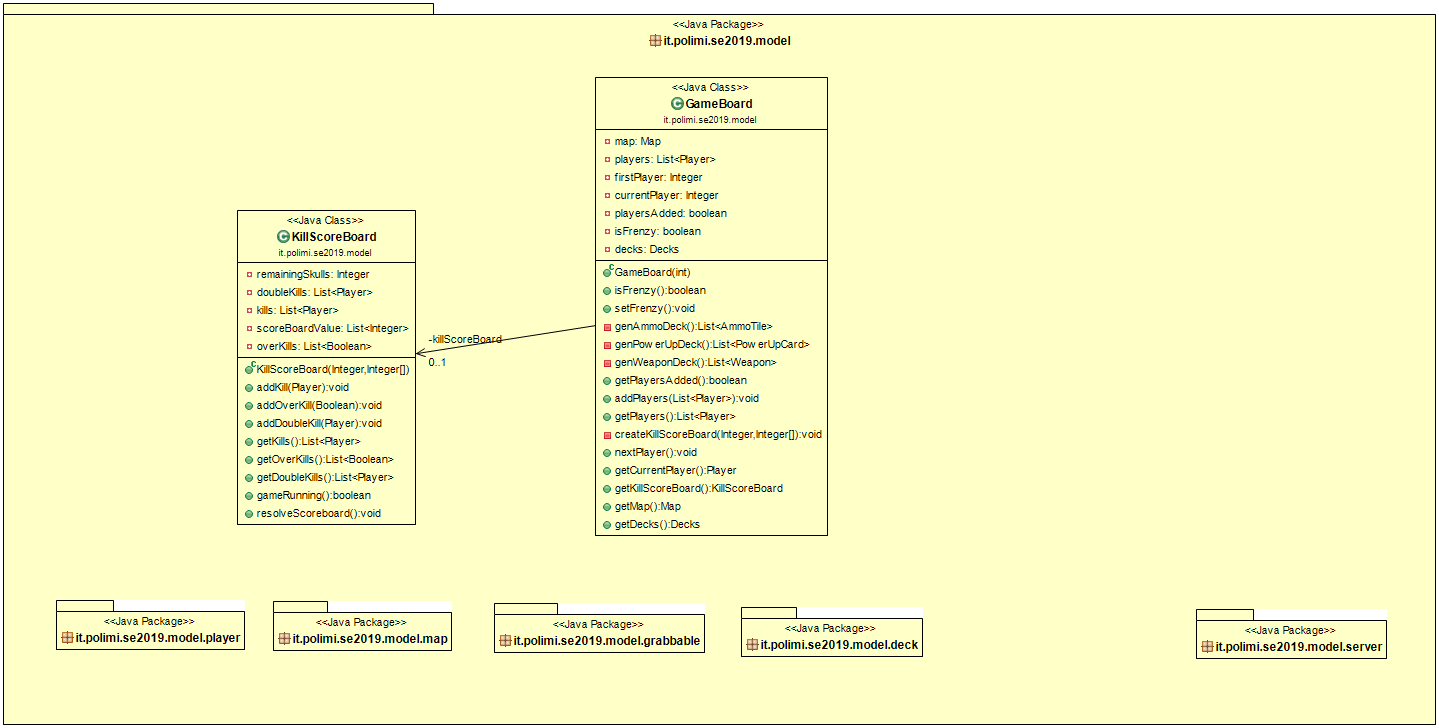 <<Java Package>>
it.polimi.se2019.model
<<Java Class>>
GameBoard
it.polimi.se2019.model
map: Map
players: List<Player>
firstPlayer: Integer
currentPlayer: Integer
playersAdded: boolean
isFrenzy: boolean
decks: Decks
GameBoard(int)
isFrenzy():boolean
setFrenzy():void
genAmmoDeck():List<AmmoTile>
genPowerUpDeck():List<PowerUpCard>
genWeaponDeck():List<Weapon>
getPlayersAdded():boolean
addPlayers(List<Player>):void
getPlayers():List<Player>
createKillScoreBoard(Integer,Integer[]):void
nextPlayer():void
getCurrentPlayer():Player
getKillScoreBoard():KillScoreBoard
getMap():Map
getDecks():Decks
<<Java Class>>
KillScoreBoard
it.polimi.se2019.model
remainingSkulls: Integer
doubleKills: List<Player>
kills: List<Player>
scoreBoardValue: List<Integer>
overKills: List<Boolean>
KillScoreBoard(Integer,Integer[])
addKill(Player):void
addOverKill(Boolean):void
addDoubleKill(Player):void
getKills():List<Player>
getOverKills():List<Boolean>
getDoubleKills():List<Player>
gameRunning():boolean
resolveScoreboard():void
-killScoreBoard
0..1
<<Java Package>>
it.polimi.se2019.model.player
<<Java Package>>
it.polimi.se2019.model.map
<<Java Package>>
it.polimi.se2019.model.grabbable
<<Java Package>>
it.polimi.se2019.model.deck
<<Java Package>>
it.polimi.se2019.model.server